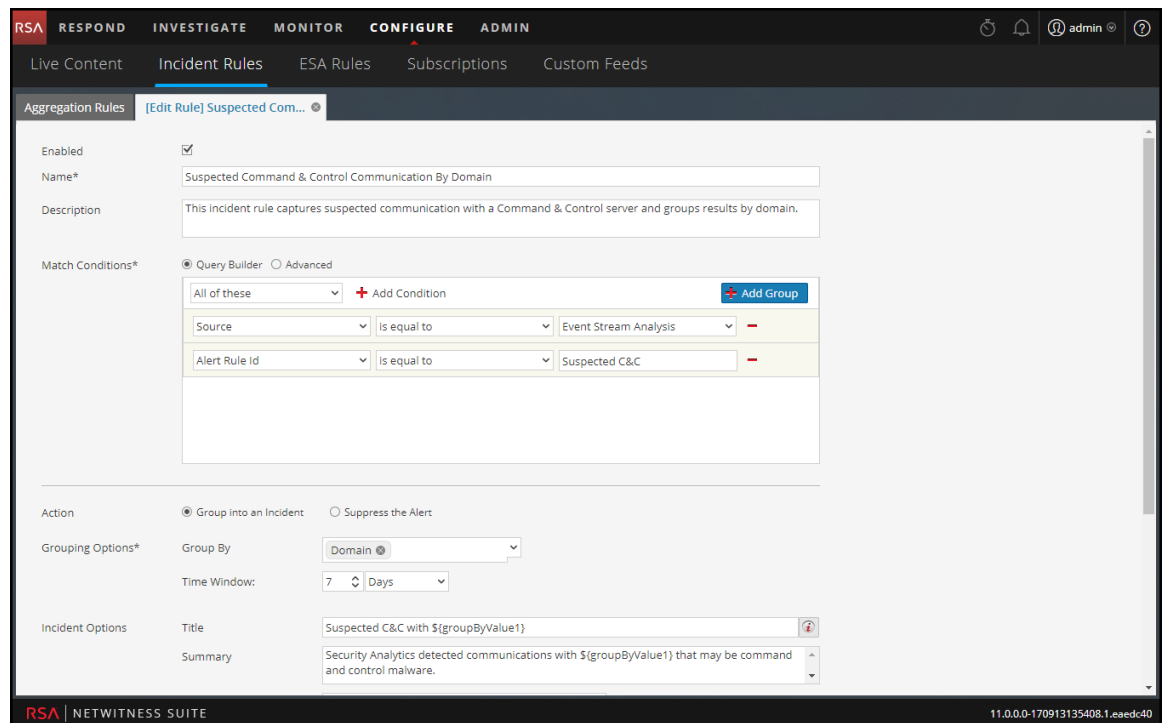 RSA RESPOND INVESTIGATE MONITOR CONFIGURE ADMIN admin ?
Live Content Incident Rules ESA Rules Subscriptions Custom Feeds
Aggregation Rules [Edit Rule] Suspected Com...
Enabled
Name* Suspected Command & Control Communication By Domain
Description This incident rule captures suspected communication with a Command & Control server and groups results by domain.
Match Conditions* Query Builder Advanced
All of these Add Condition Add Group
Source is equal to Event Stream Analysis
Alert Rule Id is equal to Suspected C&C
Action Group into an Incident Suppress the Alert
Grouping Options* Group By Domain
Time Window: 7 Days
Incident Options Title Suspected C&C with ${groupByValue1} i
Summary Security Analytics detected communications with ${groupByValue1} that may be command
and control malware.
RSA NETWITNESS SUITE 11.0.0.0-170913135408.1.eaedc40